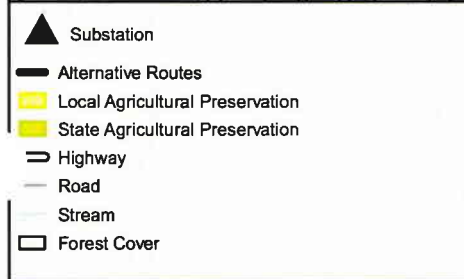 Substation
Alternative Routes
Local Agricultural Preservation
State Agricultural Preservation
Highway
Road
Stream
Forest Cover